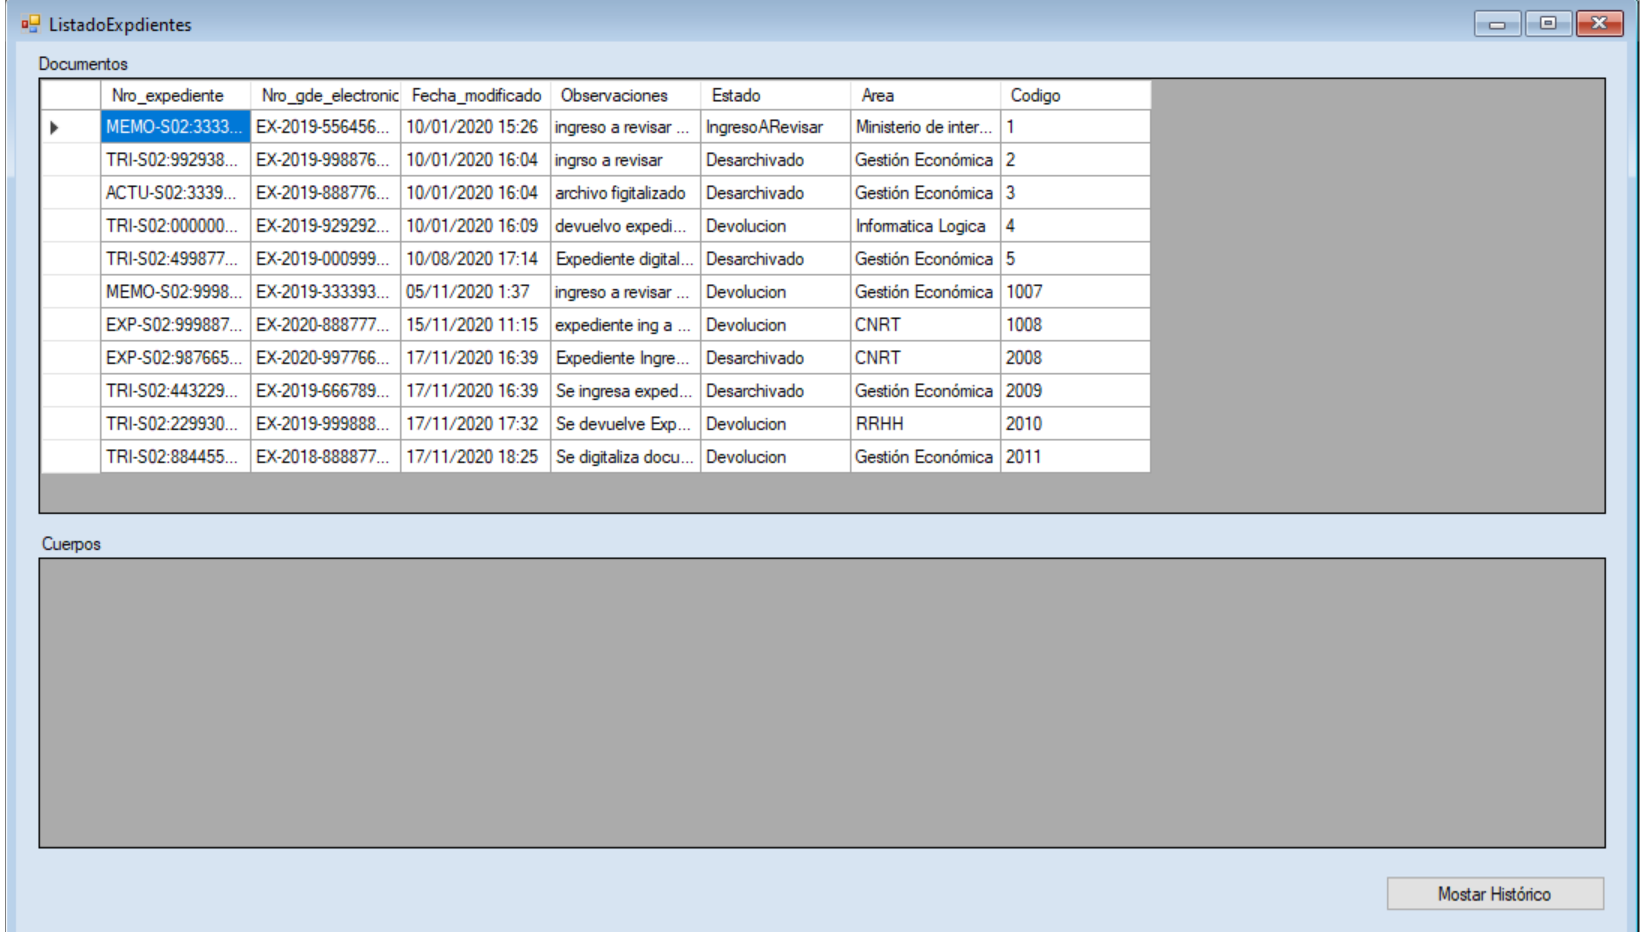 ListadoExpdientes
Documentos
Nro_expediente Nro_gde_electronic Fecha_modificado Observaciones Estado Area Codigo
MEMO-S02:3333... EX-2019-556456... 10/01/2020 15:26 ingreso a revisar ... IngresoARevisar Ministerio de inter... 1
TRI-S02:992938... EX-2019-998876... 10/01/2020 16:04 ingrso a revisar Desarchivado Gestión Económica 2
ACTU-S02:3339... EX-2019-888776... 10/01/2020 16:04 archivo figitalizado Desarchivado Gestión Económica 3
TRI-S02:000000... EX-2019-929292... 10/01/2020 16:09 devuelvo expedi... Devolucion Informatica Logica 4
TRI-S02:499877... EX-2019-000999... 10/08/2020 17:14 Expediente digital... Desarchivado Gestión Económica 5
MEMO-S02:9998... EX-2019-333393... 05/11/2020 1:37 ingreso a revisar ... Devolucion Gestión Económica 1007
EXP-S02:999887... EX-2020-888777... 15/11/2020 11:15 expediente ing a ... Devolucion CNRT 1008
EXP-S02:987665... EX-2020-997766... 17/11/2020 16:39 Expediente Ingre... Desarchivado CNRT 2008
TRI-S02:443229... EX-2019-666789... 17/11/2020 16:39 Se ingresa exped... Desarchivado Gestión Económica 2009
TRI-S02:229930... EX-2019-999888... 17/11/2020 17:32 Se devuelve Exp... Devolucion RRHH 2010
TRI-S02:884455... EX-2018-888877... 17/11/2020 18:25 Se digitaliza docu... Devolucion Gestión Económica 2011
Cuerpos
Mostar Histórico